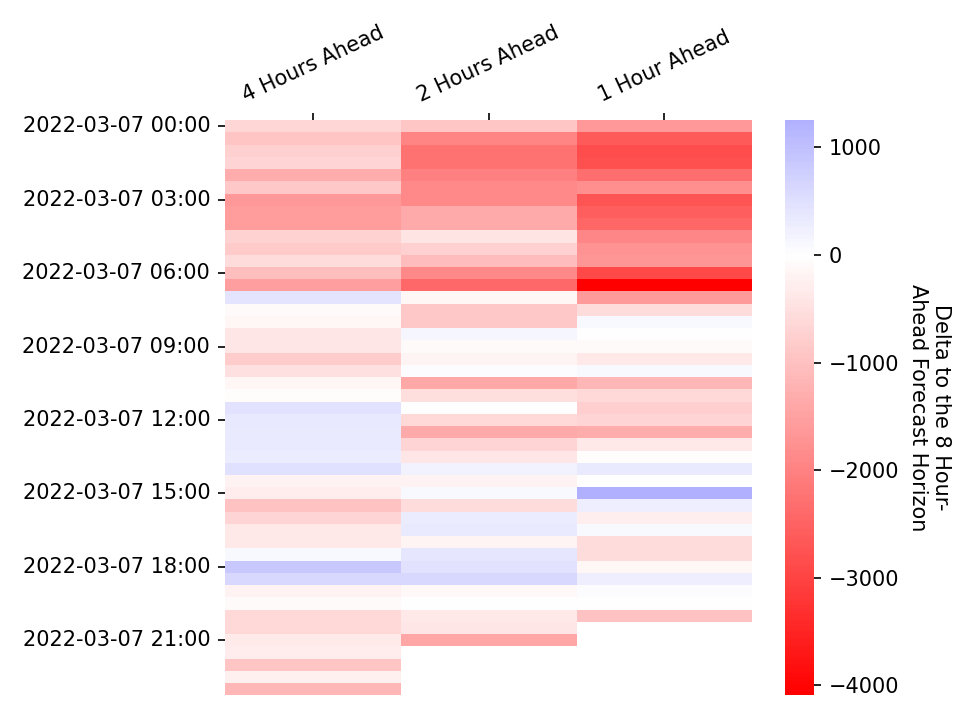 4 Hours Ahead
2 Hours Ahead
1 Hour Ahead
2022-03-07 00:00
2022-03-07 03:00
2022-03-07 06:00
2022-03-07 09:00
2022-03-07 12:00
2022-03-07 15:00
2022-03-07 18:00
2022-03-07 21:00
1000
0
−1000
−2000
−3000
−4000
Delta to the 8 Hour-
Ahead Forecast Horizon